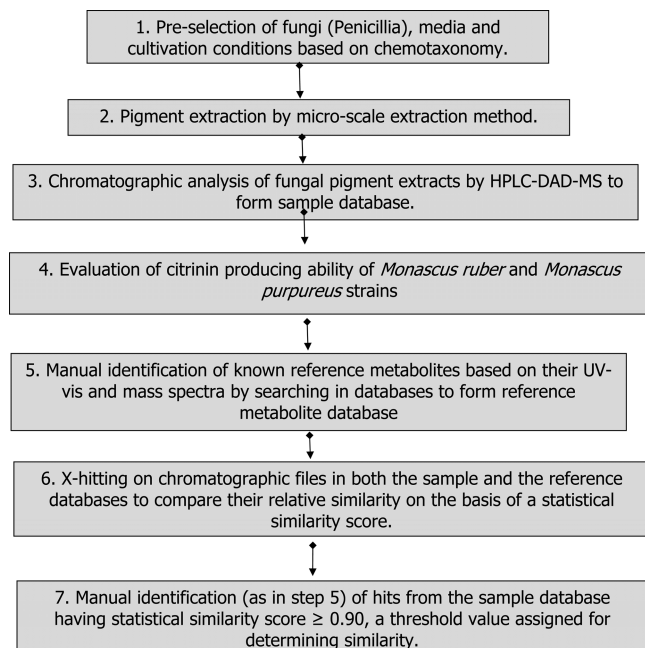 1. Pre-selection of fungi (Penicillia), media and
cultivation conditions based on chemotaxonomy.
2. Pigment extraction by micro-scale extraction method.
3. Chromatographic analysis of fungal pigment extracts by HPLC-DAD-MS to
form sample database.
4. Evaluation of citrinin producing ability of Monascus ruber and Monascus
purpureus strains
5. Manual identification of known reference metabolites based on their UV-
vis and mass spectra by searching in databases to form reference
metabolite database
6. X-hitting on chromatographic files in both the sample and the reference
databases to compare their relative similarity on the basis of a statistical
similarity score.
7. Manual identification (as in step 5) of hits from the sample database
having statistical similarity score ≥ 0.90, a threshold value assigned for
determining similarity.